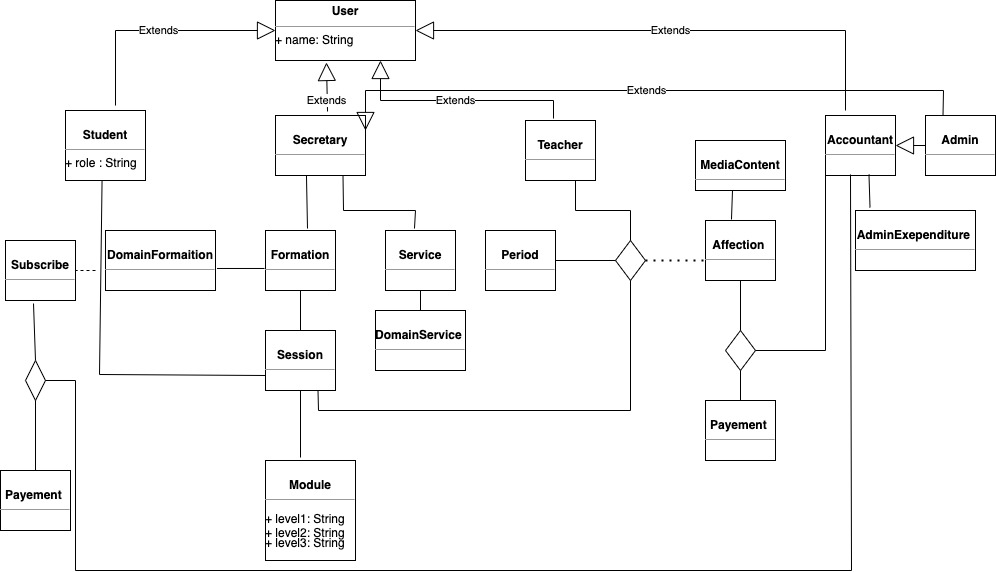 User
+ name: String
Extends
Extends
Extends
Extends
Extends
Student
+ role : String
Secretary
Teacher
Accountant
Admin
MediaContent
AdminExependiture
Subscribe
DomainFormaition
Formation
Service
Period
Affection
DomainService
Session
Payement
Payement
Module
+ level1: String
+ level2: String
+ level3: String